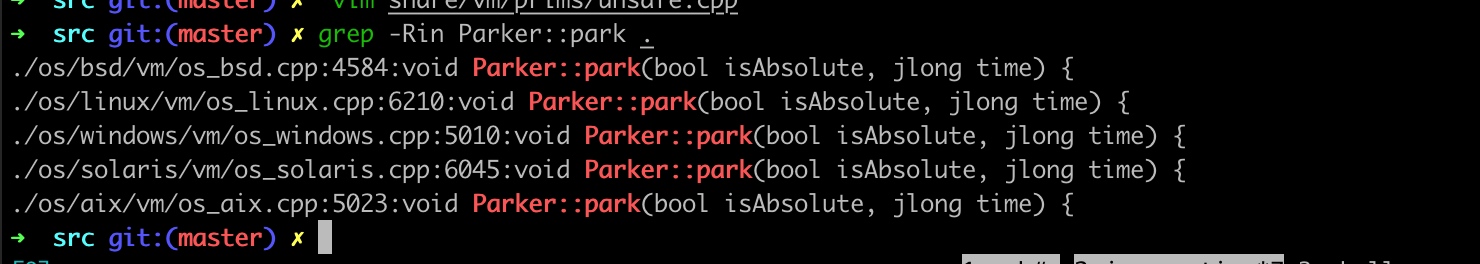 → src git:(master) ✗ vim share/vm/prims/unsafe.cpp
→ src git:(master) ✗ grep -Rin Parker::park .
./os/bsd/vm/os_bsd.cpp:4584:void Parker::park(bool isAbsolute, jlong time) {
./os/linux/vm/os_linux.cpp:6210:void Parker::park(bool isAbsolute, jlong time) {
./os/windows/vm/os_windows.cpp:5010:void Parker::park(bool isAbsolute, jlong time) {
./os/solaris/vm/os_solaris.cpp:6045:void Parker::park(bool isAbsolute, jlong time) {
./os/aix/vm/os_aix.cpp:5023:void Parker::park(bool isAbsolute, jlong time) {
→ src git:(master) ✗